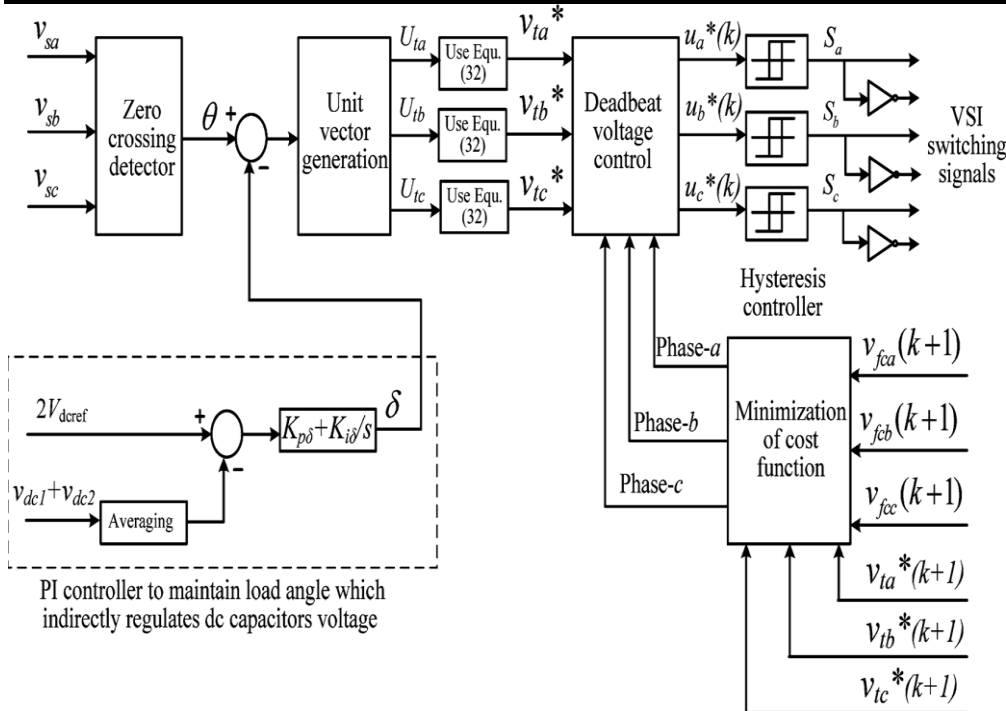 v_sa
v_sb
v_sc
Zero
crossing
detector
θ
+
-
Unit
vector
generation
U_ta
U_tb
U_tc
Use Equ.
(32)
Use Equ.
(32)
Use Equ.
(32)
v_ta*
v_tb*
v_tc*
Deadbeat
voltage
control
u_a*(k)
u_b*(k)
u_c*(k)
S_a
S_b
S_c
VSI
switching
signals
Hysteresis
controller
Phase-a
Phase-b
Phase-c
Minimization
of cost
function
v_fca(k+1)
v_fcb(k+1)
v_fcc(k+1)
v_ta*(k+1)
v_tb*(k+1)
v_tc*(k+1)
2V_dcref
+
-
K_pδ+K_iδ/s
δ
v_dc1+v_dc2
Averaging
PI controller to maintain load angle which
indirectly regulates dc capacitors voltage